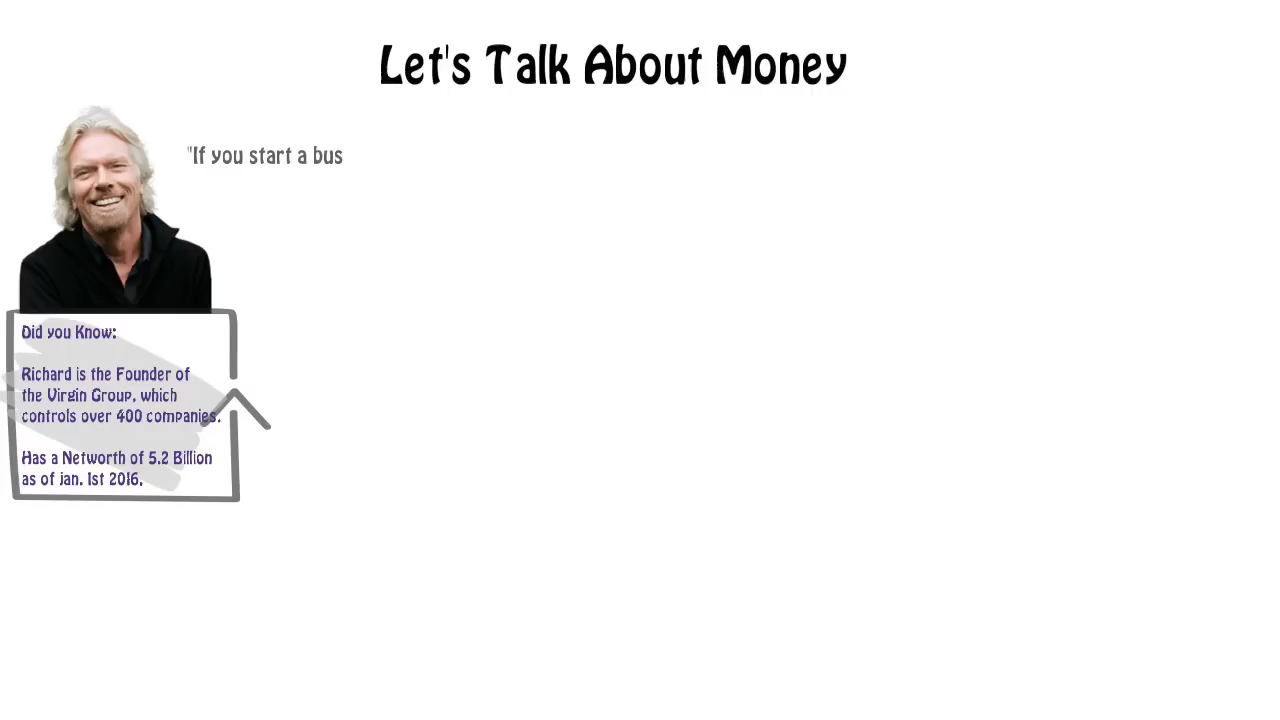 Let's Talk About Money
"If you start a bus
Did you Know:
Richard is the Founder of
the Virgin Group, which
controls over 400 companies.
Has a Networth of 5.2 Billion
as of jan. 1st 2016.